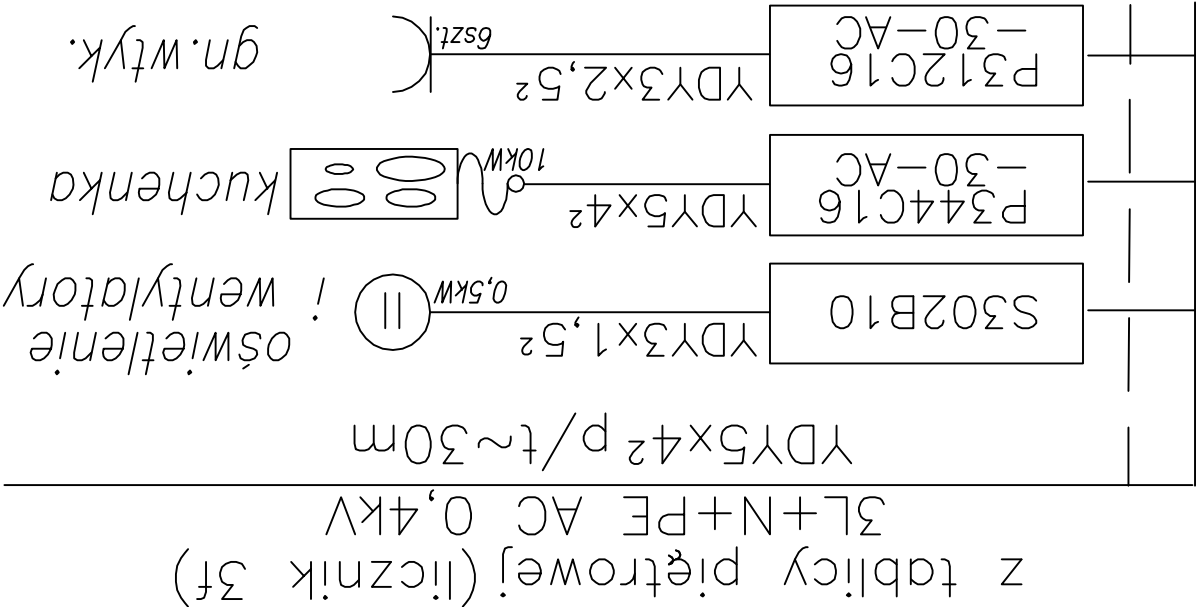 z tablicy piętrowej (licznik 3f)
3L+N+PE AC 0,4kV
YDY5x4² p/t~30m
S302B10
YDY3x1,5²
0,5kW
oświetlenie
i wentylatory
P344C16
-30-AC
YDY5x4²
10kW
kuchenka
P312C16
-30-AC
YDY3x2,5²
6szt.
gn.wtyk.